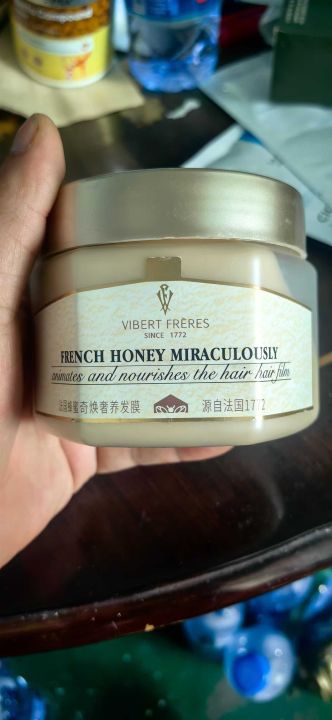 VIBERT FRÈRES
SINCE 1772
FRENCH HONEY MIRACULOUSLY
animates and nourishes the hair hair film
法国蜂蜜奇焕奢养发膜 源自法国1772